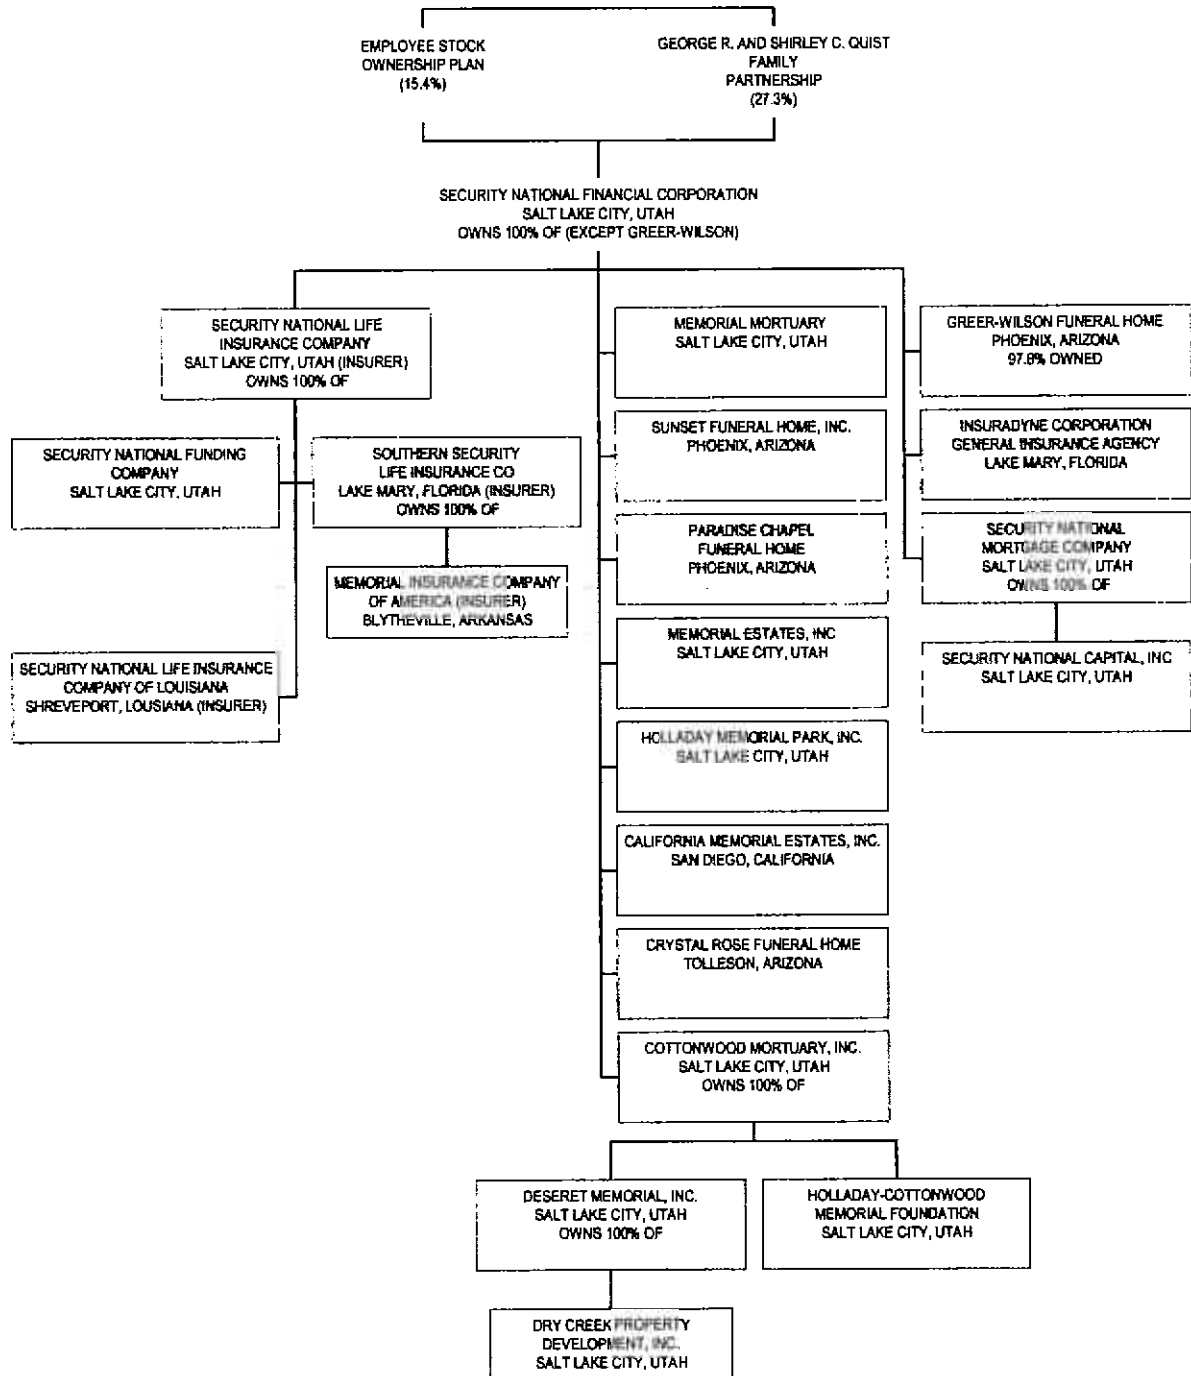 EMPLOYEE STOCK
OWNERSHIP PLAN
(15.4%)
GEORGE R. AND SHIRLEY C. QUIST
FAMILY
PARTNERSHIP
(27.3%)
SECURITY NATIONAL FINANCIAL CORPORATION
SALT LAKE CITY, UTAH
OWNS 100% OF (EXCEPT GREER-WILSON)
SECURITY NATIONAL LIFE
INSURANCE COMPANY
SALT LAKE CITY, UTAH (INSURER)
OWNS 100% OF
SECURITY NATIONAL FUNDING
COMPANY
SALT LAKE CITY, UTAH
SOUTHERN SECURITY
LIFE INSURANCE CO
LAKE MARY, FLORIDA (INSURER)
OWNS 100% OF
MEMORIAL INSURANCE COMPANY
OF AMERICA (INSURER)
BLYTHEVILLE, ARKANSAS
SECURITY NATIONAL LIFE INSURANCE
COMPANY OF LOUISIANA
SHREVEPORT, LOUSIANA (INSURER)
MEMORIAL MORTUARY
SALT LAKE CITY, UTAH
SUNSET FUNERAL HOME, INC.
PHOENIX, ARIZONA
PARADISE CHAPEL
FUNERAL HOME
PHOENIX, ARIZONA
MEMORIAL ESTATES, INC
SALT LAKE CITY, UTAH
HOLLADAY MEMORIAL PARK, INC.
SALT LAKE CITY, UTAH
CALIFORNIA MEMORIAL ESTATES, INC.
SAN DIEGO, CALIFORNIA
CRYSTAL ROSE FUNERAL HOME
TOLLESON, ARIZONA
COTTONWOOD MORTUARY, INC.
SALT LAKE CITY, UTAH
OWNS 100% OF
GREER-WILSON FUNERAL HOME
PHOENIX, ARIZONA
97.8% OWNED
INSURADYNE CORPORATION
GENERAL INSURANCE AGENCY
LAKE MARY, FLORIDA
SECURITY NATIONAL
MORTGAGE COMPANY
SALT LAKE CITY, UTAH
OWNS 100% OF
SECURITY NATIONAL CAPITAL, INC
SALT LAKE CITY, UTAH
DESERET MEMORIAL, INC.
SALT LAKE CITY, UTAH
OWNS 100% OF
HOLLADAY-COTTONWOOD
MEMORIAL FOUNDATION
SALT LAKE CITY, UTAH
DRY CREEK PROPERTY
DEVELOPMENT, INC.
SALT LAKE CITY, UTAH